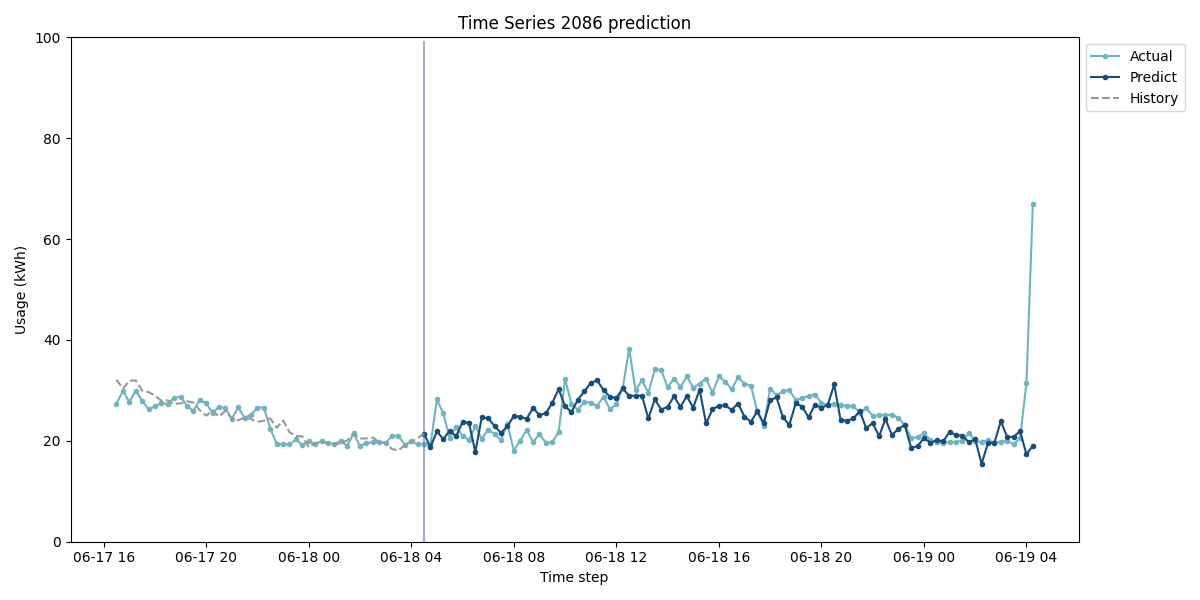 Time Series 2086 prediction
100
80
60
40
20
0
Usage (kWh)
06-17 16 06-17 20 06-18 00 06-18 04 06-18 08 06-18 12 06-18 16 06-18 20 06-19 00 06-19 04
Time step
Actual
Predict
History